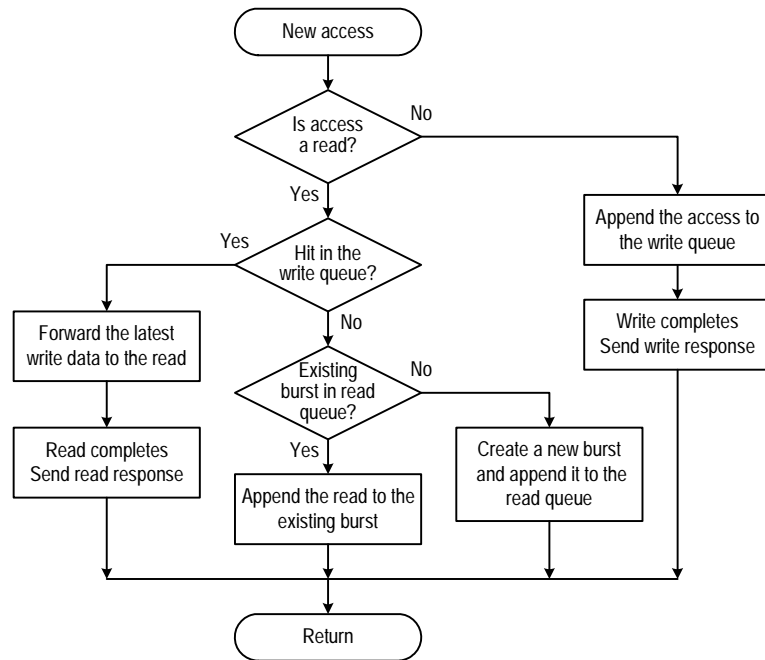 New access
Is access
a read?
No
Yes
Append the access to
the write queue
Hit in the
write queue?
Yes
No
Forward the latest
write data to the read
Write completes
Send write response
Existing
burst in read
queue?
No
Yes
Read completes
Send read response
Create a new burst
and append it to the
read queue
Append the read to the
existing burst
Return